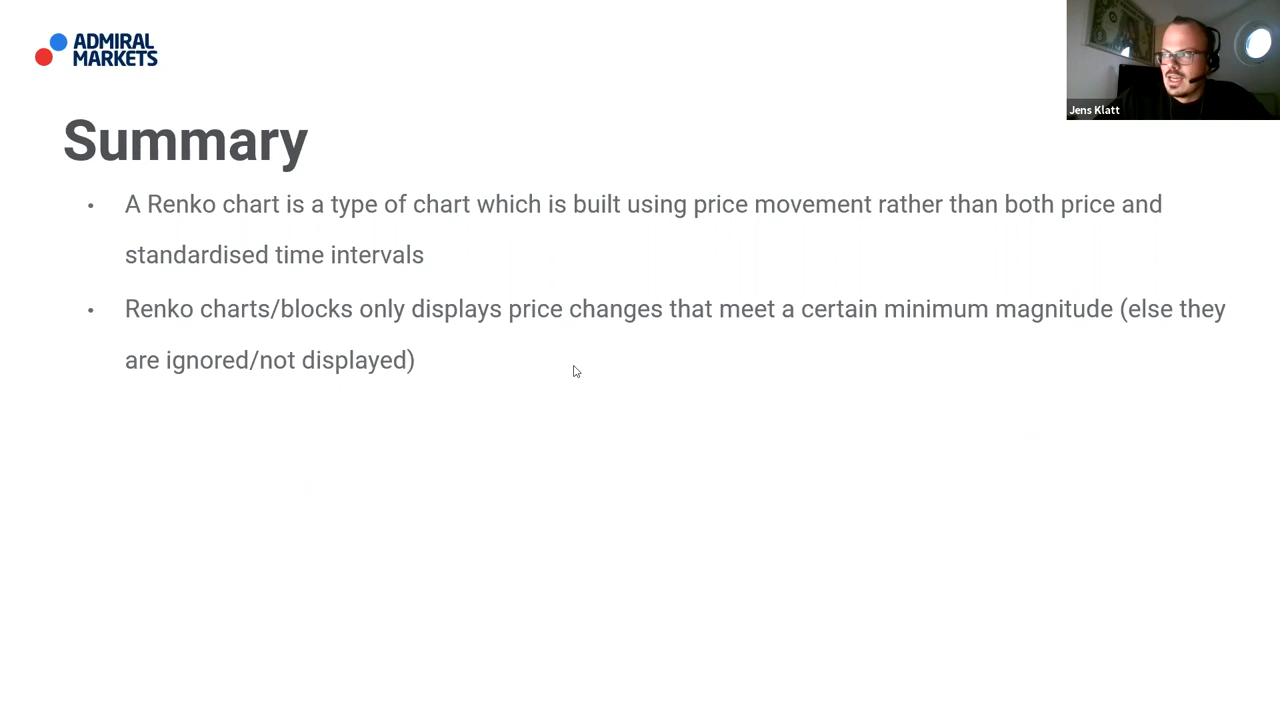 ADMIRAL
MARKETS
Jens Klatt
Summary
• A Renko chart is a type of chart which is built using price movement rather than both price and
standardised time intervals
• Renko charts/blocks only displays price changes that meet a certain minimum magnitude (else they
are ignored/not displayed)